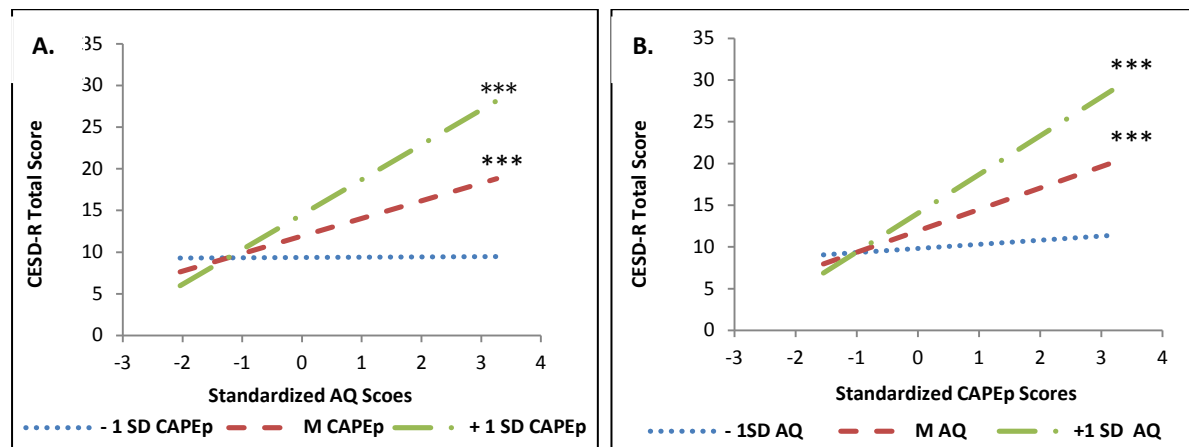 A.
CESD-R Total Score
35
30
25
20
15
10
5
0
-3 -2 -1 0 1 2 3 4
***
***
Standardized AQ Scoes
- 1 SD CAPEp M CAPEp + 1 SD CAPEp
B.
CESD-R Total Score
35
30
25
20
15
10
5
0
-3 -2 -1 0 1 2 3 4
***
***
Standardized CAPEp Scores
- 1SD AQ M AQ +1 SD AQ